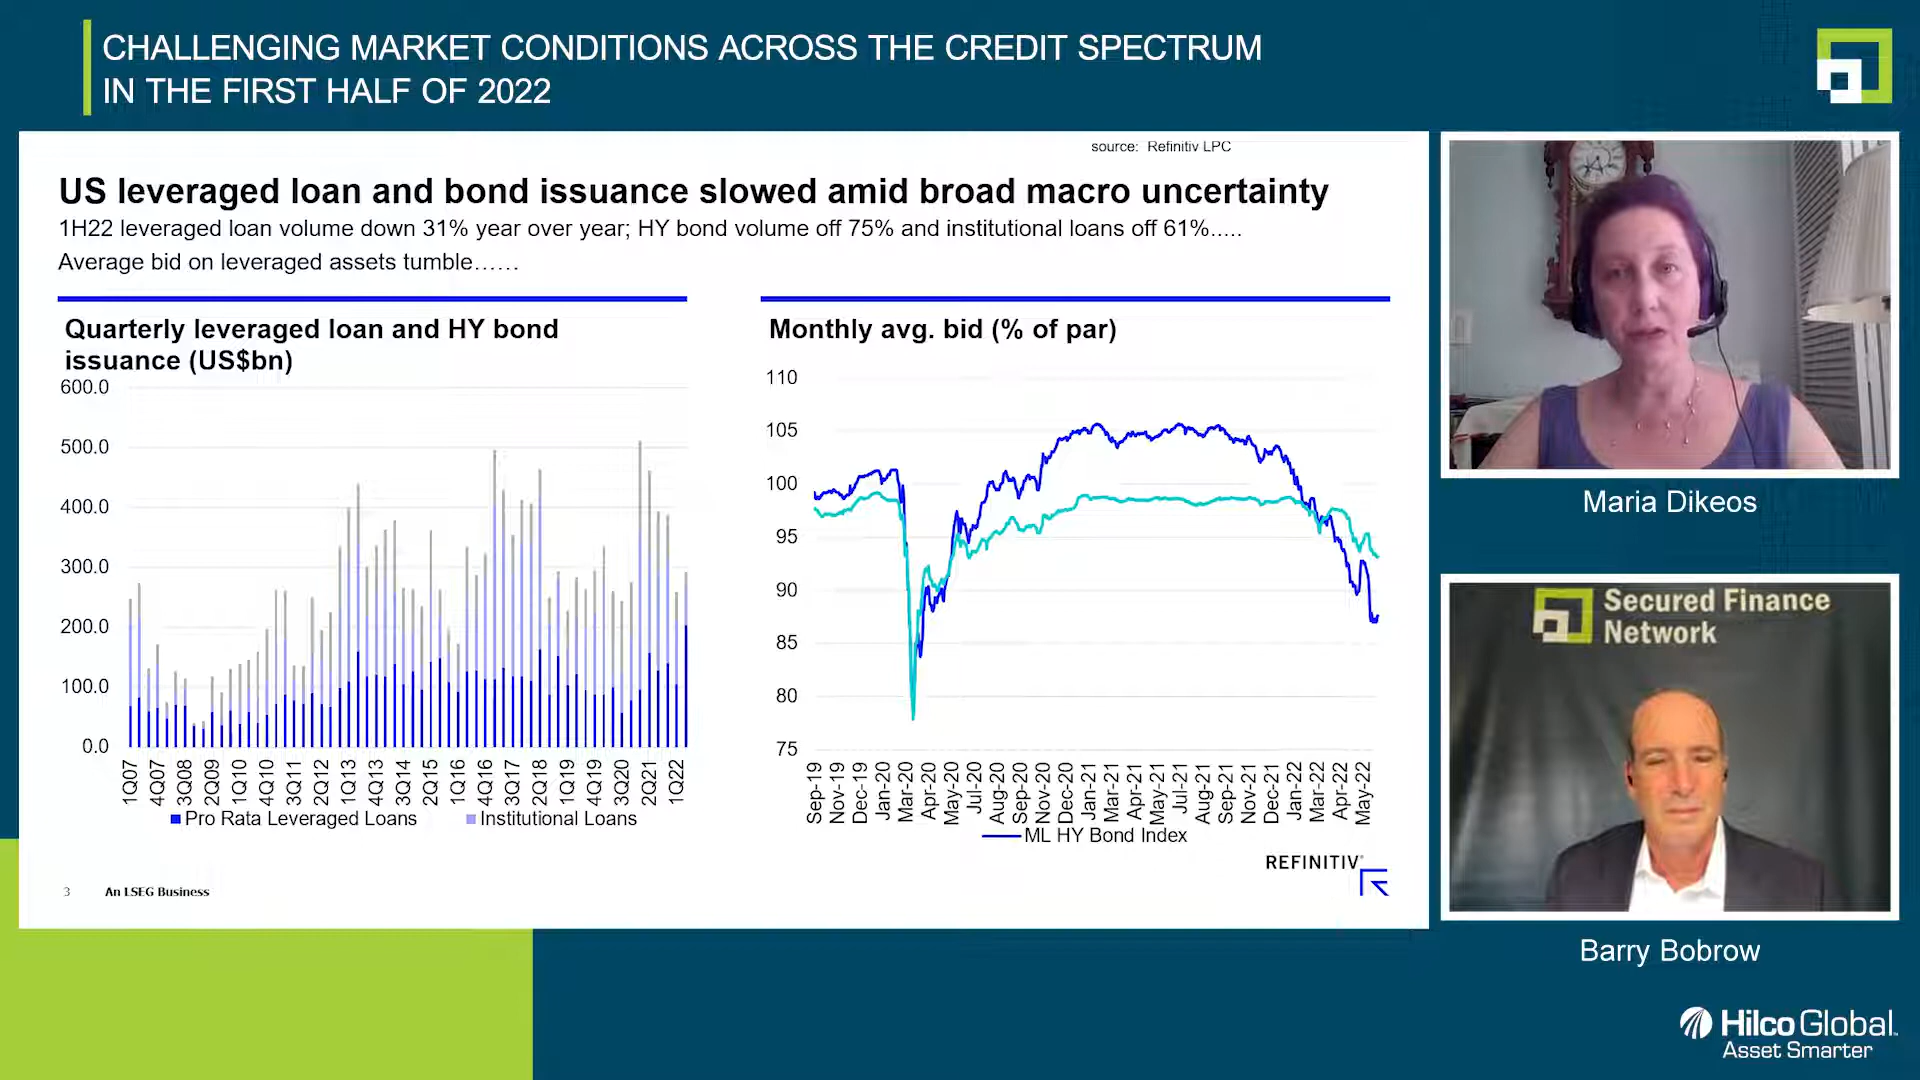 CHALLENGING MARKET CONDITIONS ACROSS THE CREDIT SPECTRUM
IN THE FIRST HALF OF 2022
source: Refinitiv LPC
US leveraged loan and bond issuance slowed amid broad macro uncertainty
1H22 leveraged loan volume down 31% year over year; HY bond volume off 75% and institutional loans off 61%.....
Average bid on leveraged assets tumble……
Quarterly leveraged loan and HY bond
issuance (US$bn)
600.0
500.0
400.0
300.0
200.0
100.0
0.0
1Q07 4Q07 3Q08 2Q09 1Q10 4Q10 3Q11 2Q12 1Q13 4Q13 3Q14 2Q15 1Q16 4Q16 3Q17 2Q18 1Q19 4Q19 3Q20 2Q21 1Q22
Pro Rata Leveraged Loans Institutional Loans
Monthly avg. bid (% of par)
110
105
100
95
90
85
80
75
Sep-19 Nov-19 Dec-19 Jan-20 Mar-20 Apr-20 May-20 Jul-20 Aug-20 Sep-20 Nov-20 Dec-20 Jan-21 Mar-21 Apr-21 May-21 Jul-21 Aug-21 Sep-21 Nov-21 Dec-21 Jan-22 Mar-22 Apr-22 May-22
ML HY Bond Index
REFINITIV
3 An LSEG Business
Maria Dikeos
Secured Finance
Network
Barry Bobrow
Hilco Global
Asset Smarter